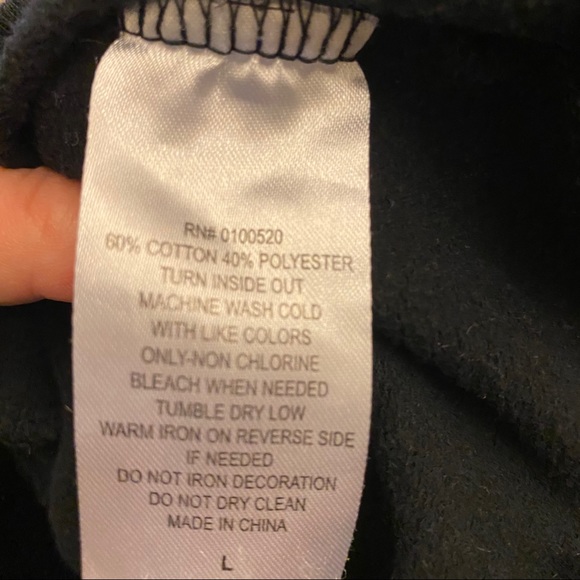 RN# 0100520
60% COTTON 40% POLYESTER
TURN INSIDE OUT
MACHINE WASH COLD
WITH LIKE COLORS
ONLY-NON CHLORINE
BLEACH WHEN NEEDED
TUMBLE DRY LOW
WARM IRON ON REVERSE SIDE
IF NEEDED
DO NOT IRON DECORATION
DO NOT DRY CLEAN
MADE IN CHINA
L